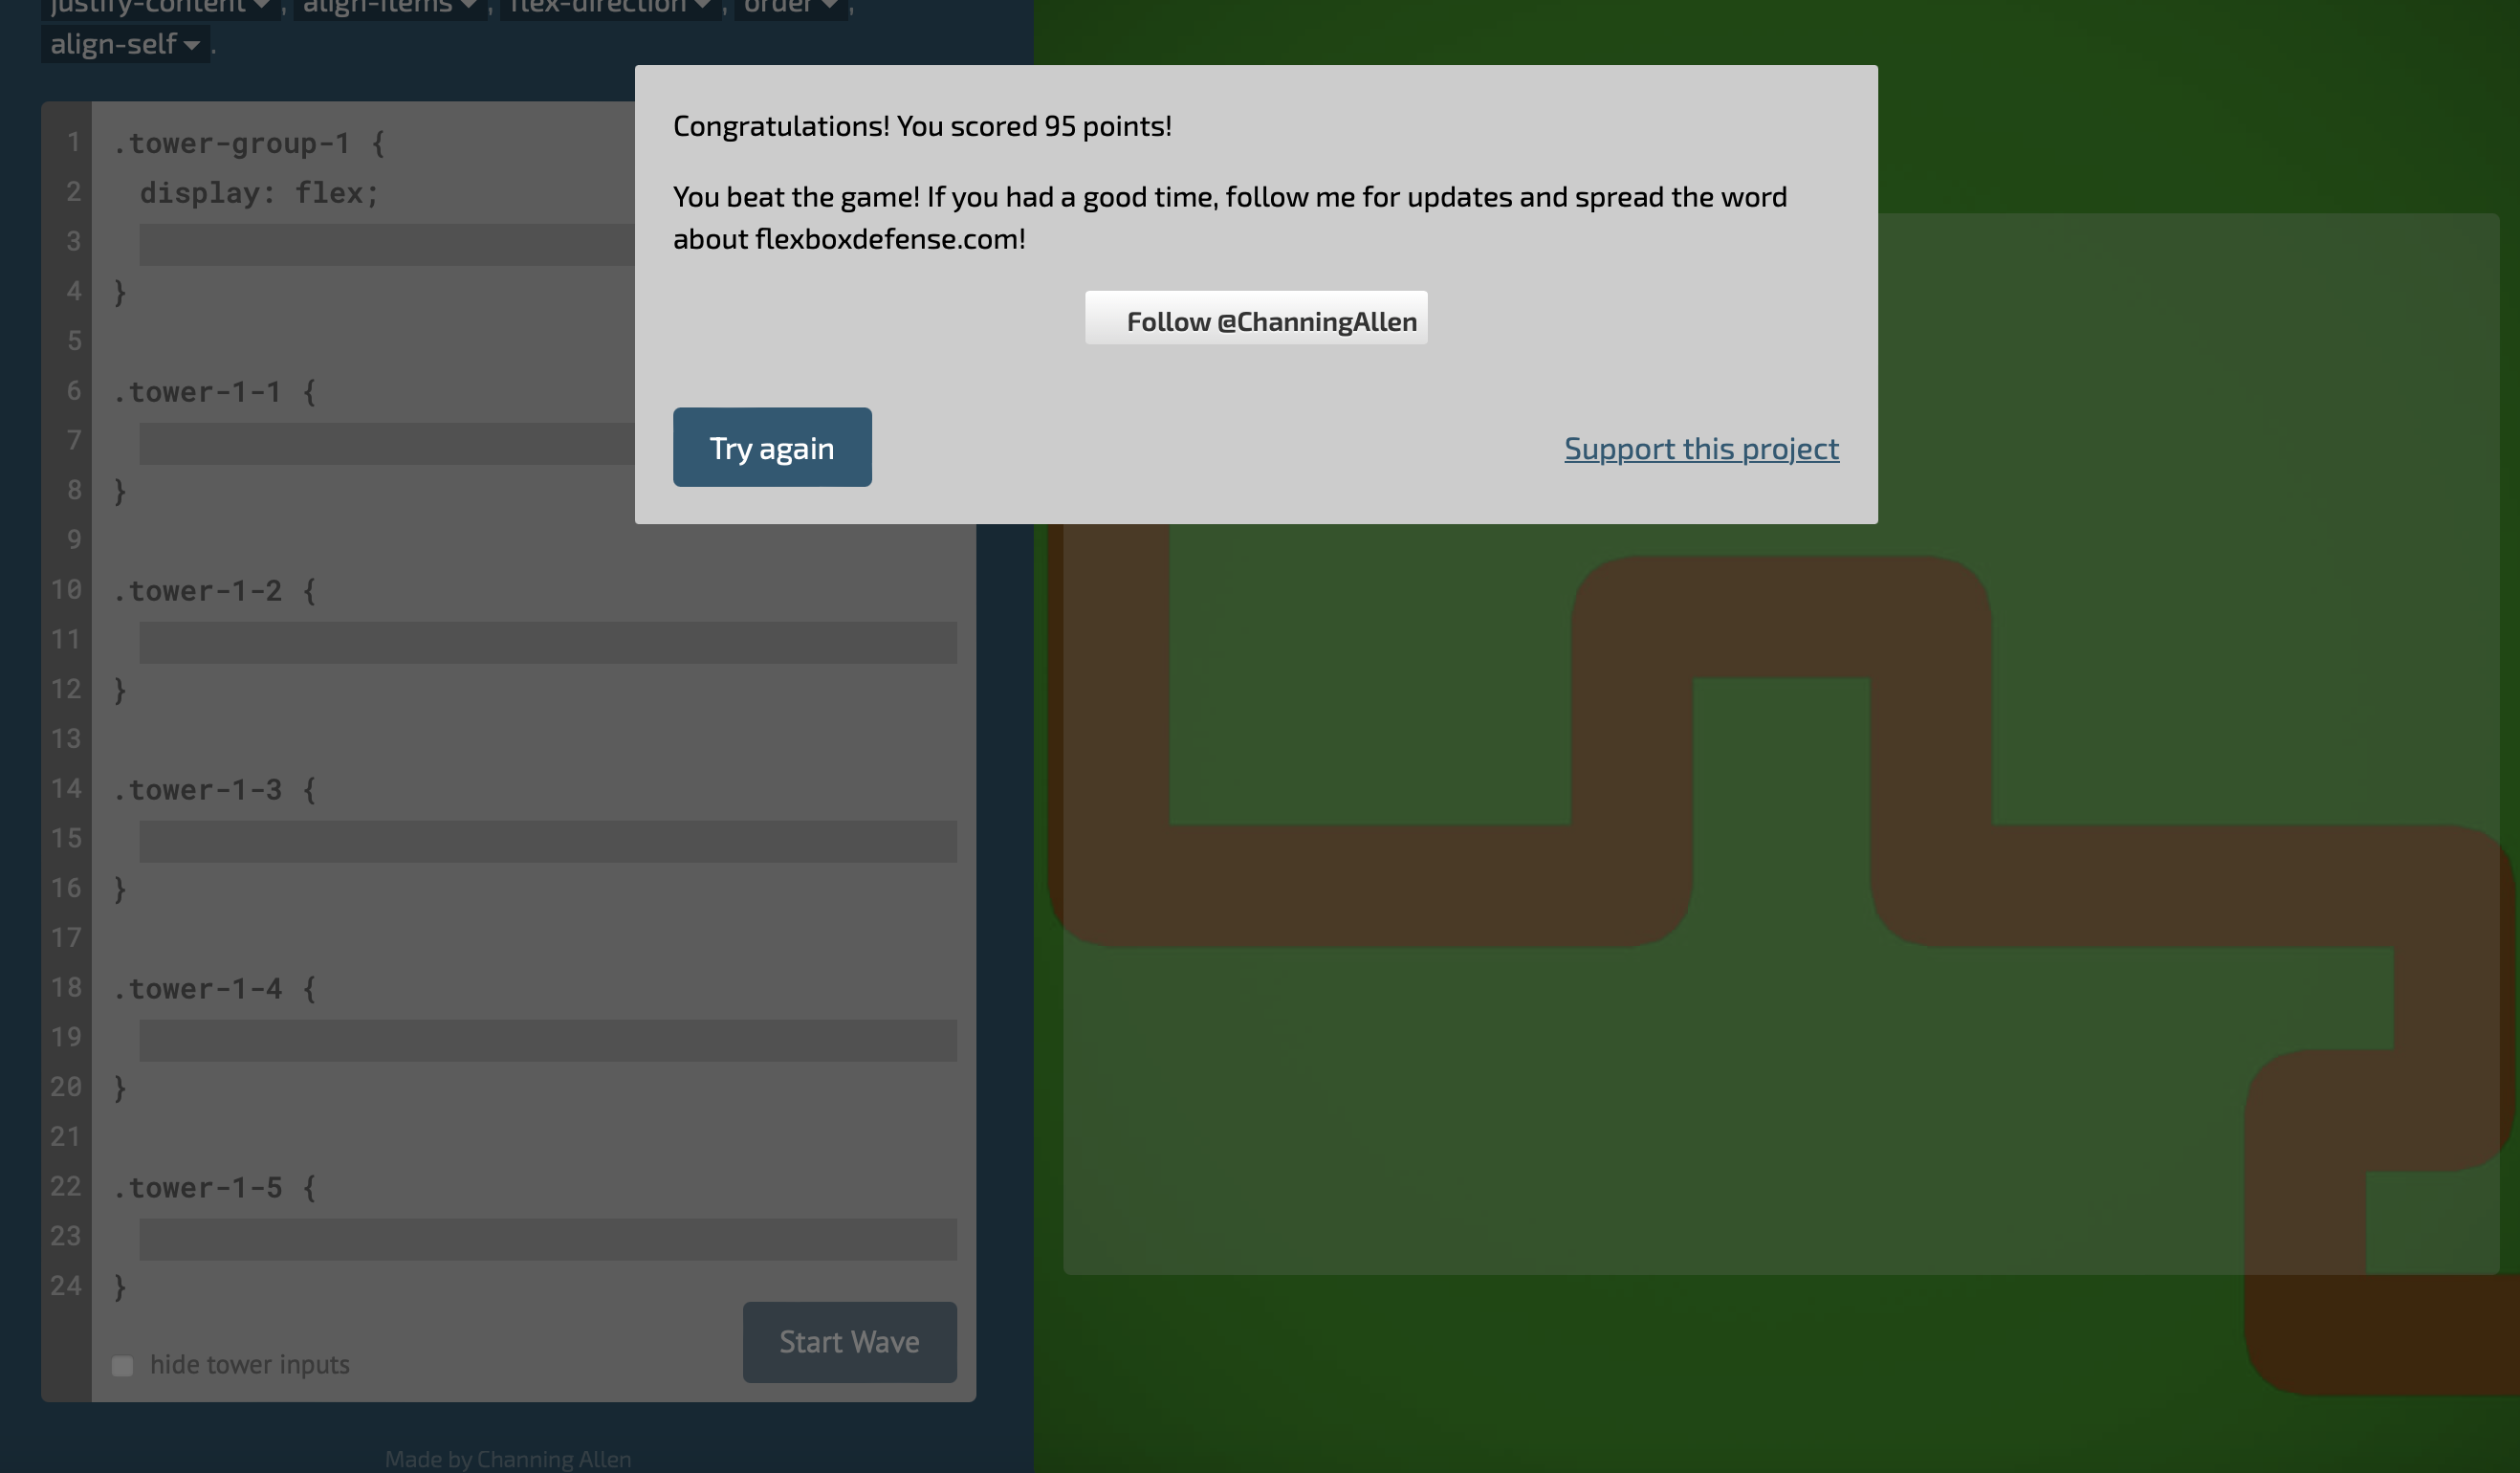 justify-content , align-items , flex-direction , order ,
align-self .
Congratulations! You scored 95 points!
You beat the game! If you had a good time, follow me for updates and spread the word
about flexboxdefense.com!
Follow @ChanningAllen
Try again
Support this project
1 .tower-group-1 {
2 display: flex;
3
4 }
5
6 .tower-1-1 {
7
8 }
9
10 .tower-1-2 {
11
12 }
13
14 .tower-1-3 {
15
16 }
17
18 .tower-1-4 {
19
20 }
21
22 .tower-1-5 {
23
24 }
hide tower inputs
Start Wave
Made by Channing Allen